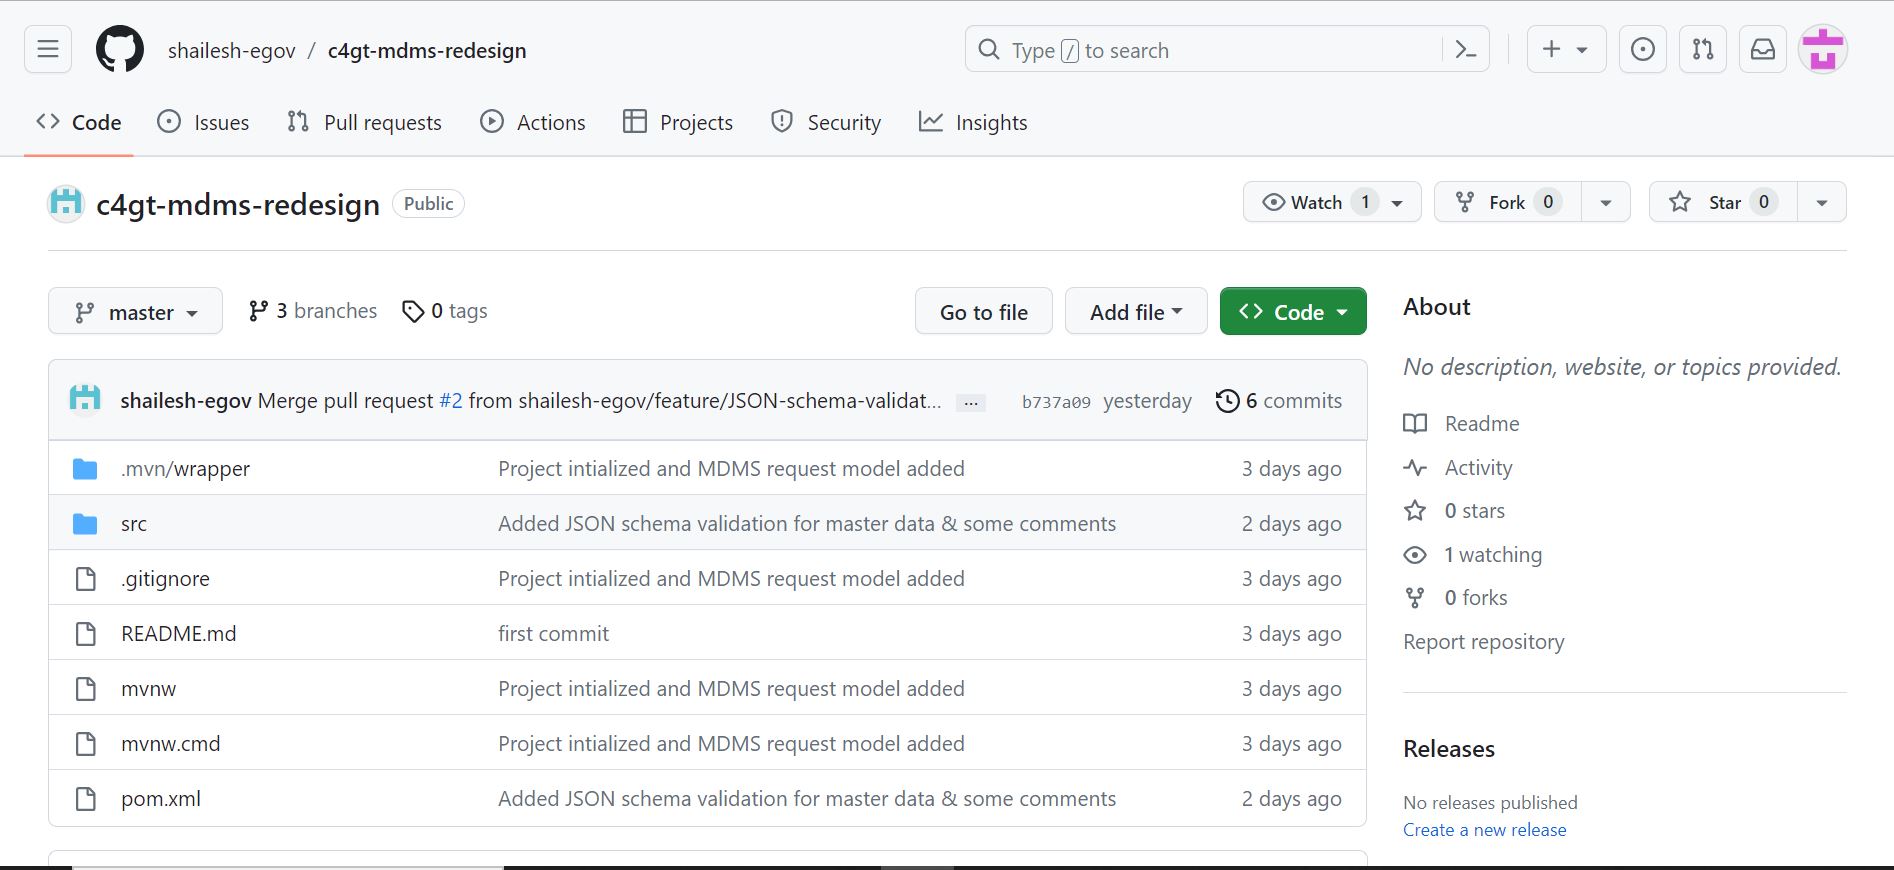 shailesh-egov / c4gt-mdms-redesign
Type / to search
Code Issues Pull requests Actions Projects Security Insights
c4gt-mdms-redesign Public
Watch 1 Fork 0 Star 0
master 3 branches 0 tags Go to file Add file Code
shailesh-egov Merge pull request #2 from shailesh-egov/feature/JSON-schema-validat... ... b737a09 yesterday 6 commits
.mvn/wrapper Project intialized and MDMS request model added 3 days ago
src Added JSON schema validation for master data & some comments 2 days ago
.gitignore Project intialized and MDMS request model added 3 days ago
README.md first commit 3 days ago
mvnw Project intialized and MDMS request model added 3 days ago
mvnw.cmd Project intialized and MDMS request model added 3 days ago
pom.xml Added JSON schema validation for master data & some comments 2 days ago
About
No description, website, or topics provided.
Readme
Activity
0 stars
1 watching
0 forks
Report repository
Releases
No releases published
Create a new release